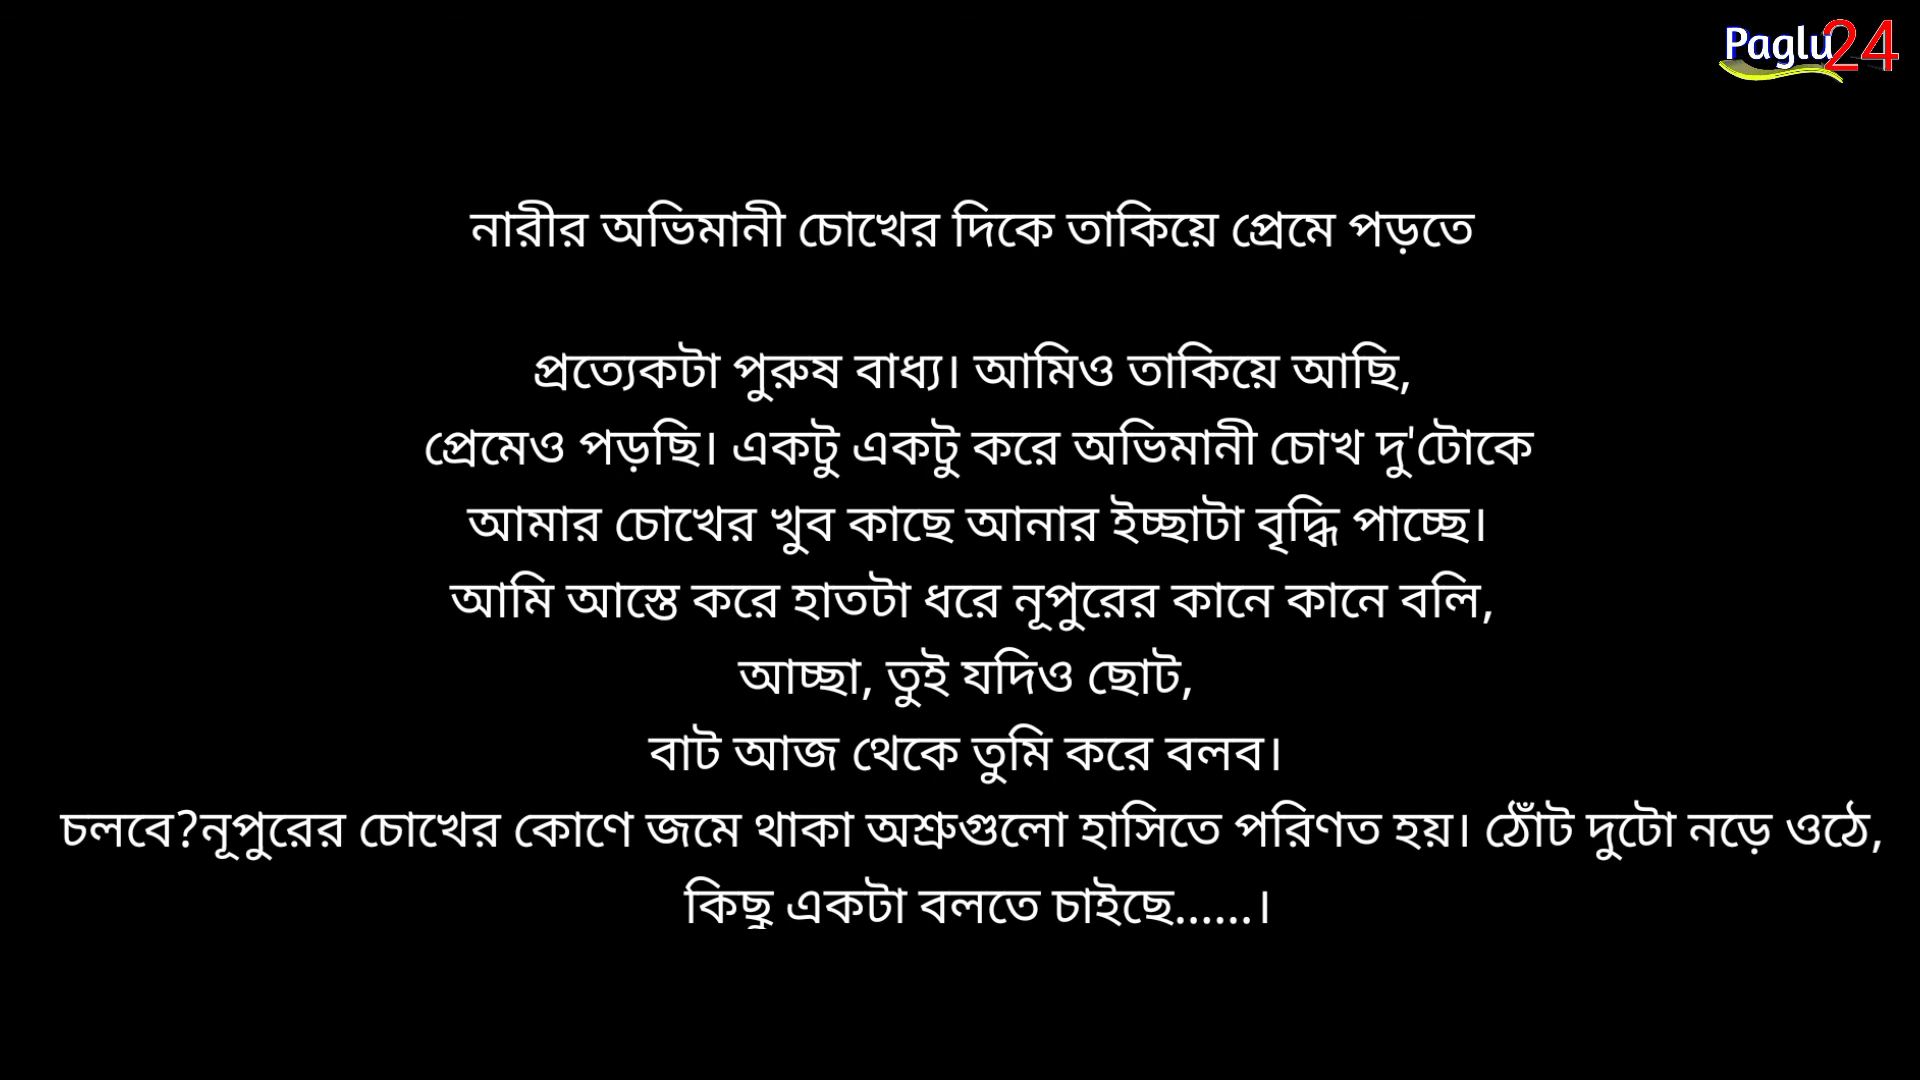 Paglu24
নারীর অভিমানী চোখের দিকে তাকিয়ে প্রেমে পড়তে
প্রত্যেকটা পুরুষ বাধ্য। আমিও তাকিয়ে আছি,
প্রেমেও পড়ছি। একটু একটু করে অভিমানী চোখ দু'টোকে
আমার চোখের খুব কাছে আনার ইচ্ছাটা বৃদ্ধি পাচ্ছে।
আমি আস্তে করে হাতটা ধরে নূপুরের কানে কানে বলি,
আচ্ছা, তুই যদিও ছোট,
বাট আজ থেকে তুমি করে বলব।
চলবে?নূপুরের চোখের কোণে জমে থাকা অশ্রুগুলো হাসিতে পরিণত হয়। ঠোঁট দুটো নড়ে ওঠে,
কিছু একটা বলতে চাইছে......।